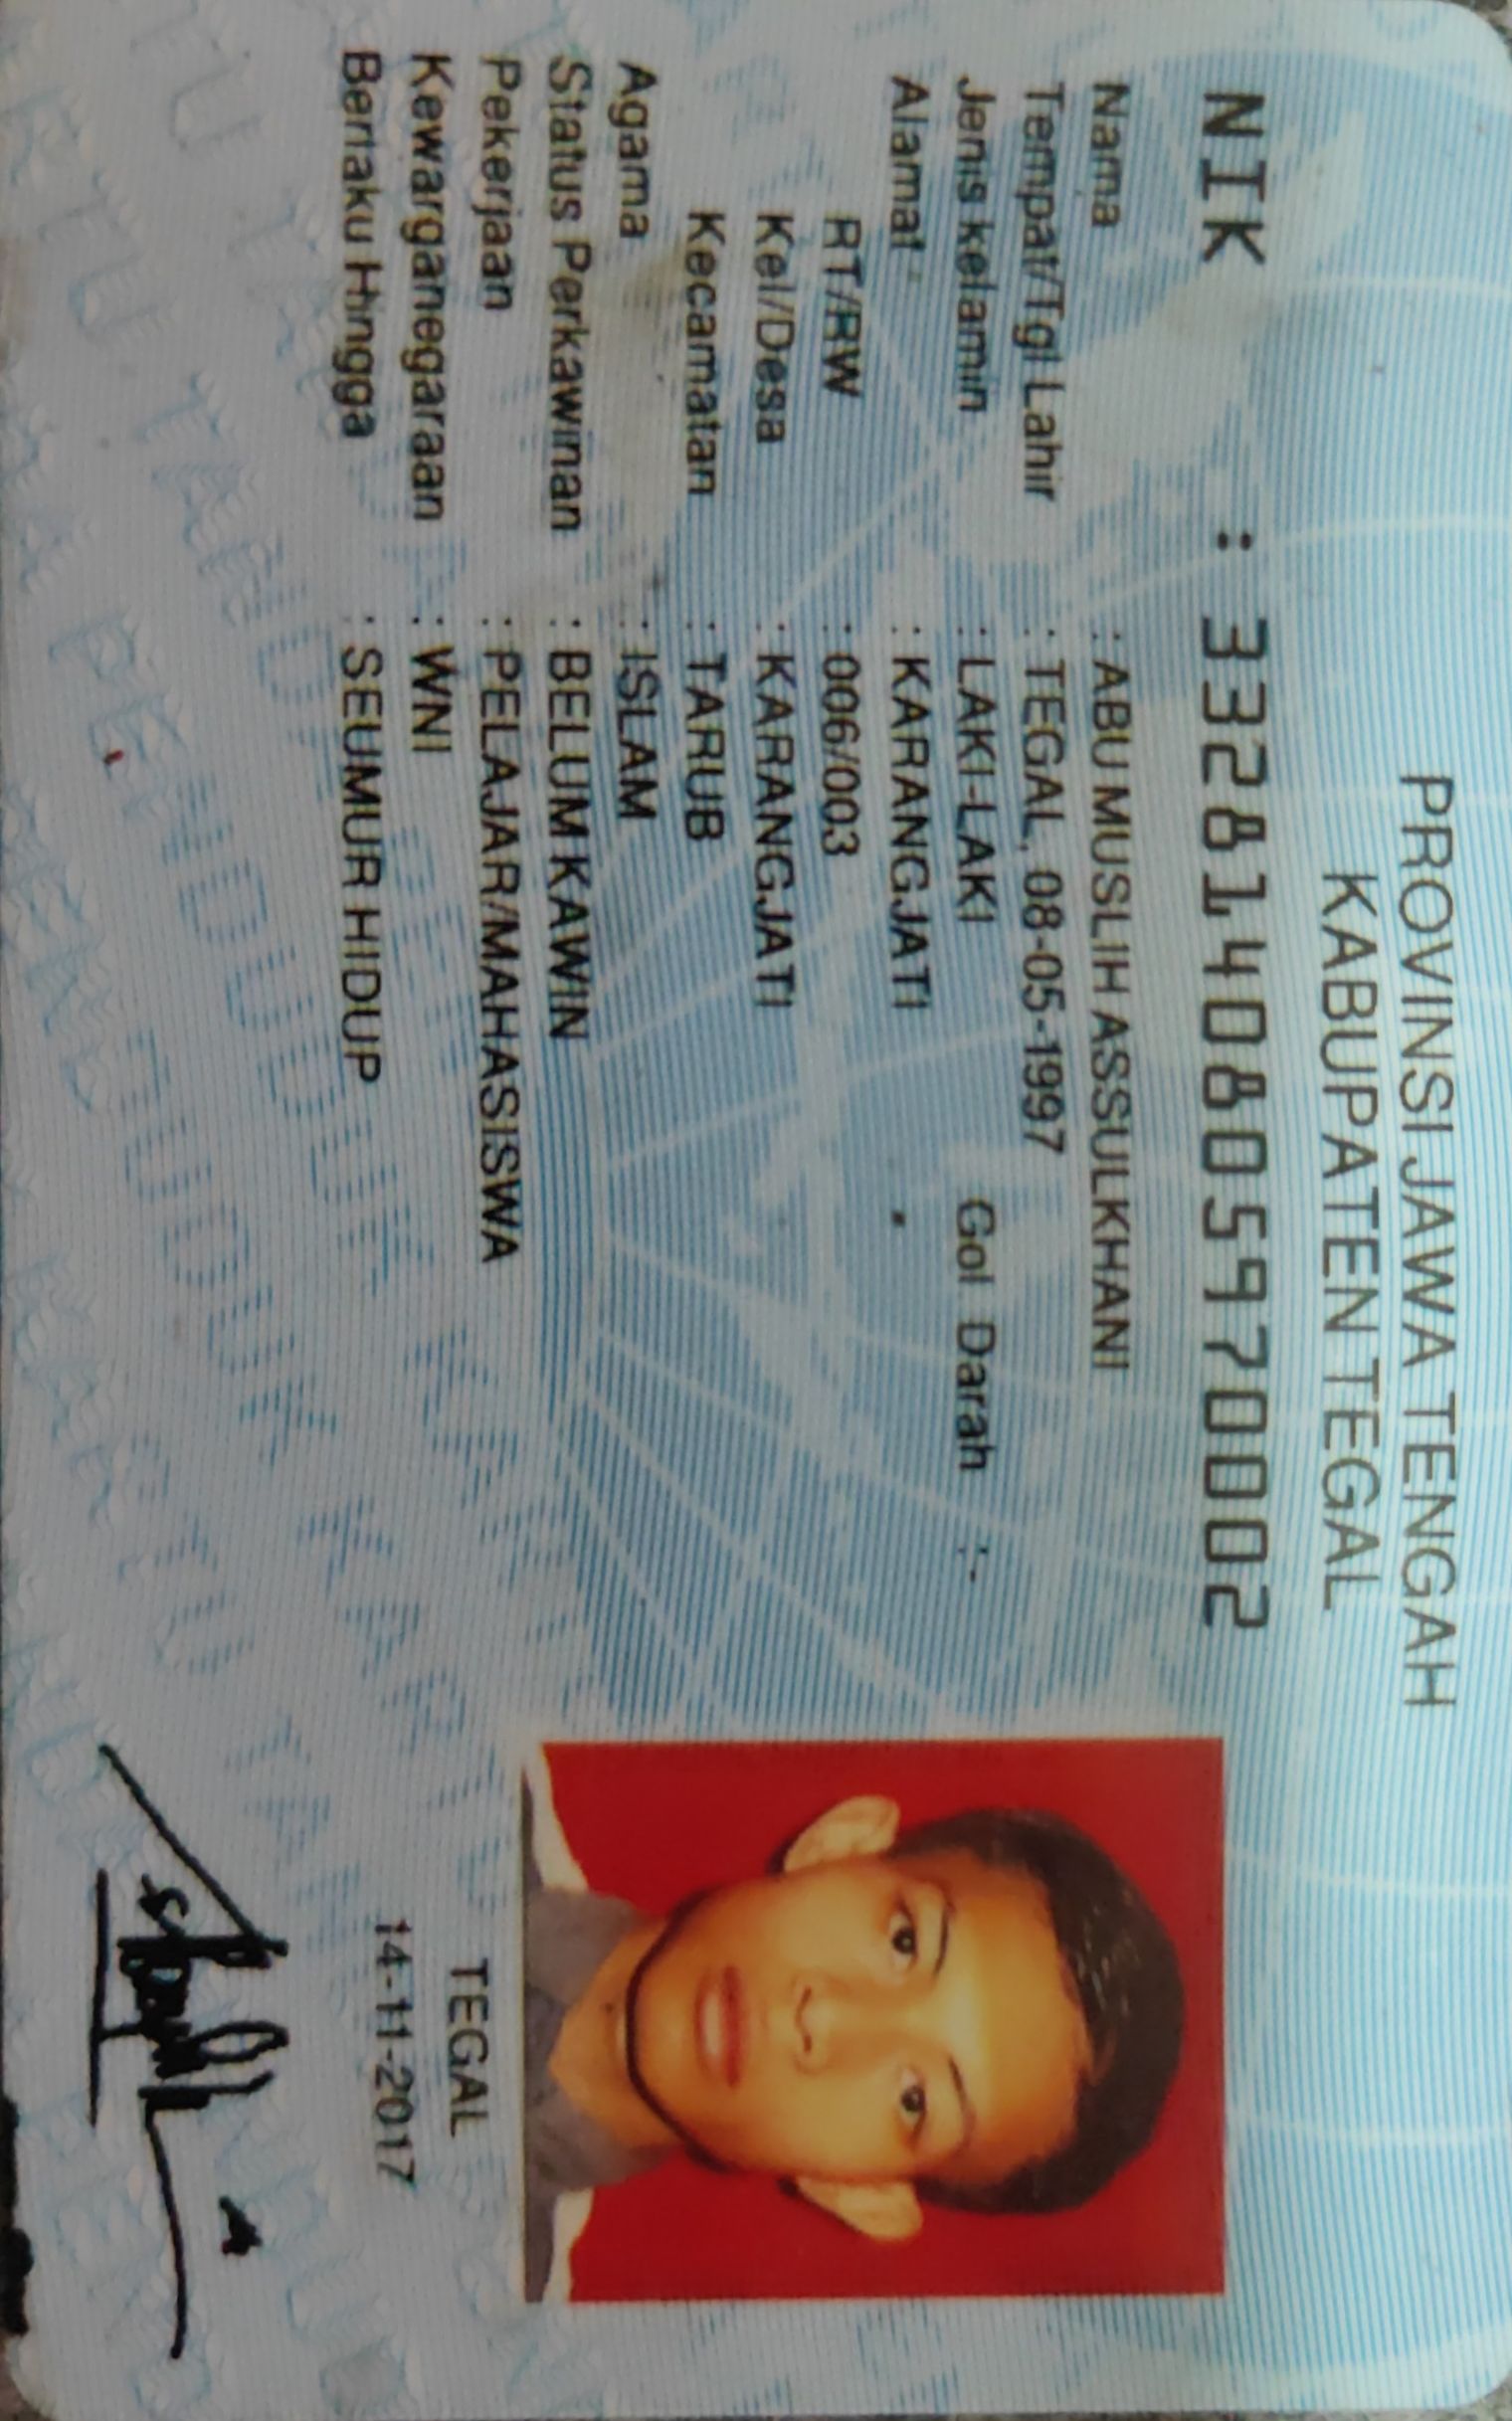 PROVINSI JAWA TENGAH
KABUPATEN TEGAL
NIK : 3328140805970002
Nama : ABU MUSLIH ASSULKHANI
Tempat/Tgl Lahir : TEGAL, 08-05-1997
Jenis kelamin : LAKI-LAKI Gol Darah :-
Alamat : KARANGJATI
RT/RW : 006/003
Kel/Desa : KARANGJATI
Kecamatan : TARUB
Agama : ISLAM
Status Perkawinan : BELUM KAWIN
Pekerjaan : PELAJAR/MAHASISWA
Kewarganegaraan : WNI
Berlaku Hingga : SEUMUR HIDUP
TEGAL
14-11-2017